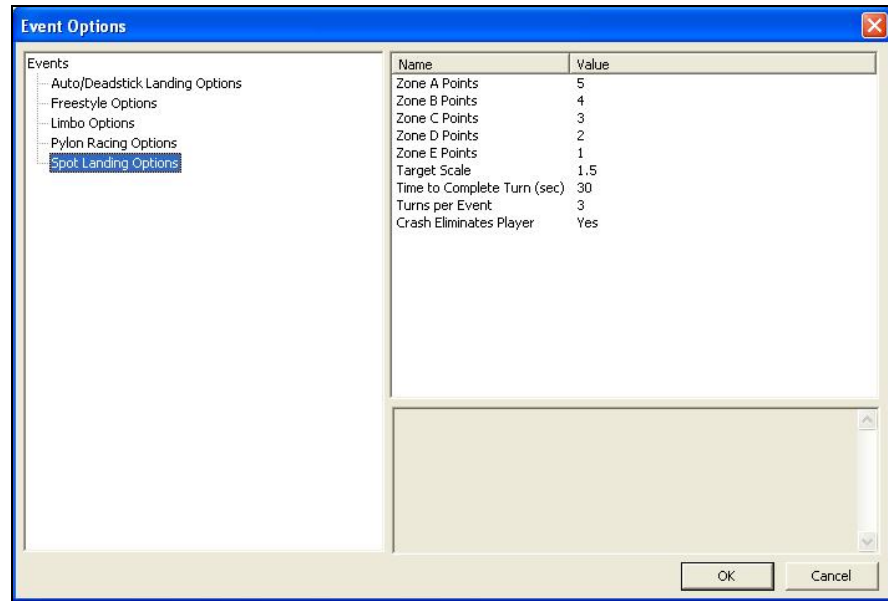 Event Options
Events
Auto/Deadstick Landing Options
Freestyle Options
Limbo Options
Pylon Racing Options
Spot Landing Options
Name Value
Zone A Points 5
Zone B Points 4
Zone C Points 3
Zone D Points 2
Zone E Points 1
Target Scale 1.5
Time to Complete Turn (sec) 30
Turns per Event 3
Crash Eliminates Player Yes
OK Cancel